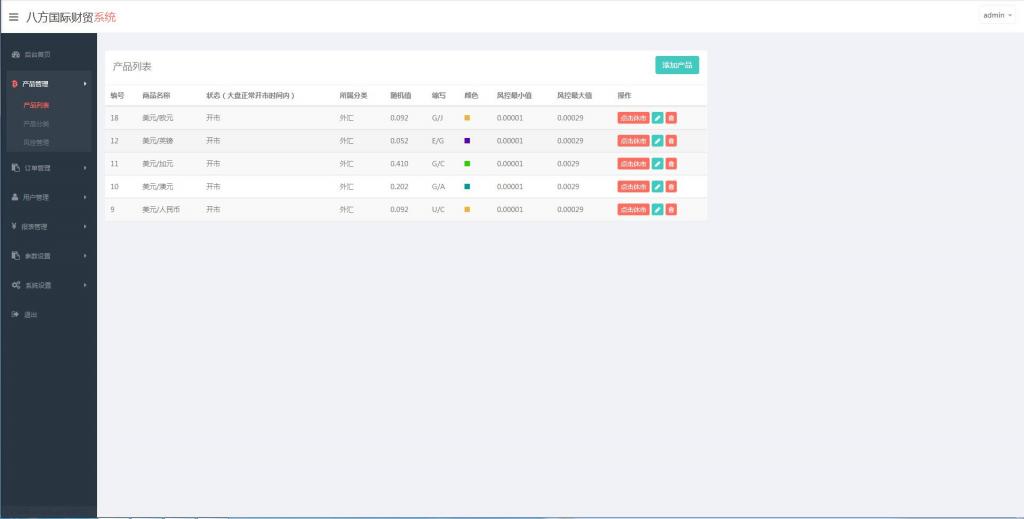 八方国际财贸系统
admin
后台首页
产品管理
产品列表
产品分类
风控管理
订单管理
用户管理
报表管理
参数设置
系统设置
退出
产品列表
添加产品
编号 商品名称 状态（大盘正常开市时间内） 所属分类 随机值 缩写 颜色 风控最小值 风控最大值 操作
18 美元/欧元 开市 外汇 0.092 G/J 0.00001 0.00029 点击休市
12 美元/英镑 开市 外汇 0.052 E/G 0.00001 0.00029 点击休市
11 美元/加元 开市 外汇 0.410 G/C 0.00001 0.0029 点击休市
10 美元/澳元 开市 外汇 0.202 G/A 0.00001 0.0029 点击休市
9 美元/人民币 开市 外汇 0.092 U/C 0.00001 0.00029 点击休市